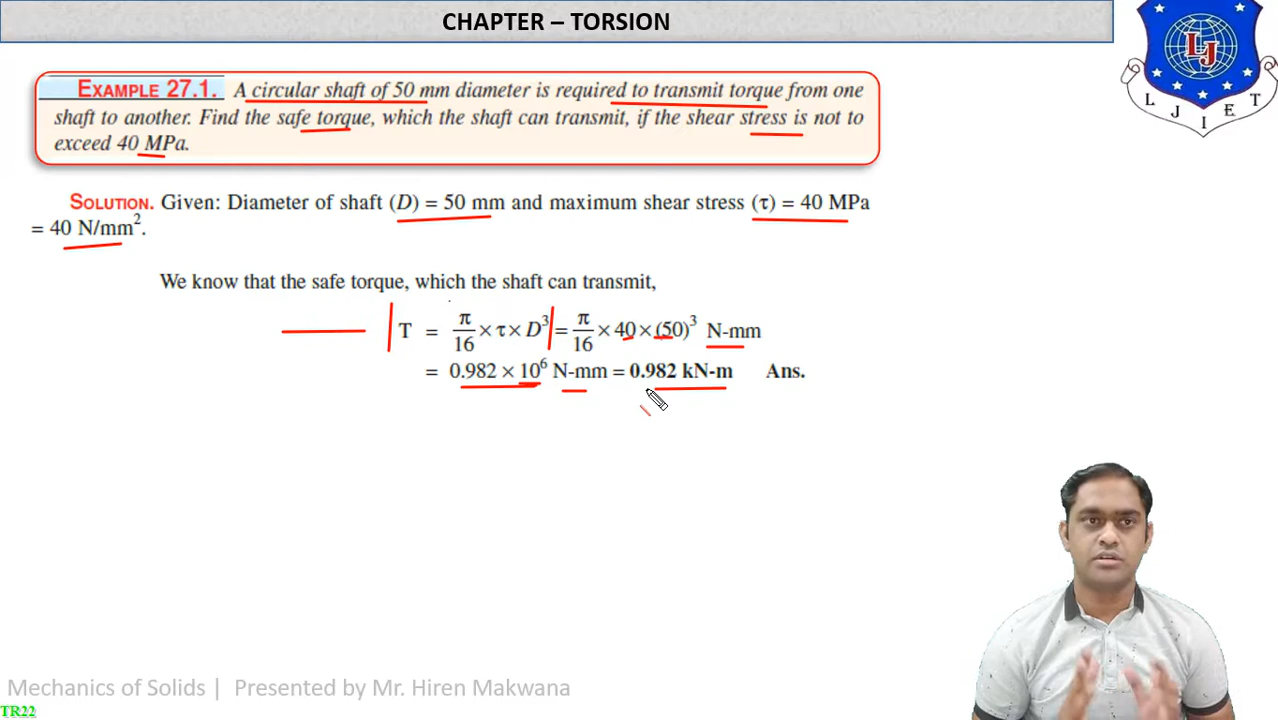 CHAPTER – TORSION
LJ
L J I E T
EXAMPLE 27.1. A circular shaft of 50 mm diameter is required to transmit torque from one
shaft to another. Find the safe torque, which the shaft can transmit, if the shear stress is not to
exceed 40 MPa.
SOLUTION. Given: Diameter of shaft (D) = 50 mm and maximum shear stress (τ) = 40 MPa
= 40 N/mm².
We know that the safe torque, which the shaft can transmit,
T = π/16 × τ × D³ = π/16 × 40 × (50)³ N-mm
= 0.982 × 10⁶ N-mm = 0.982 kN-m Ans.
Mechanics of Solids | Presented by Mr. Hiren Makwana
TR22